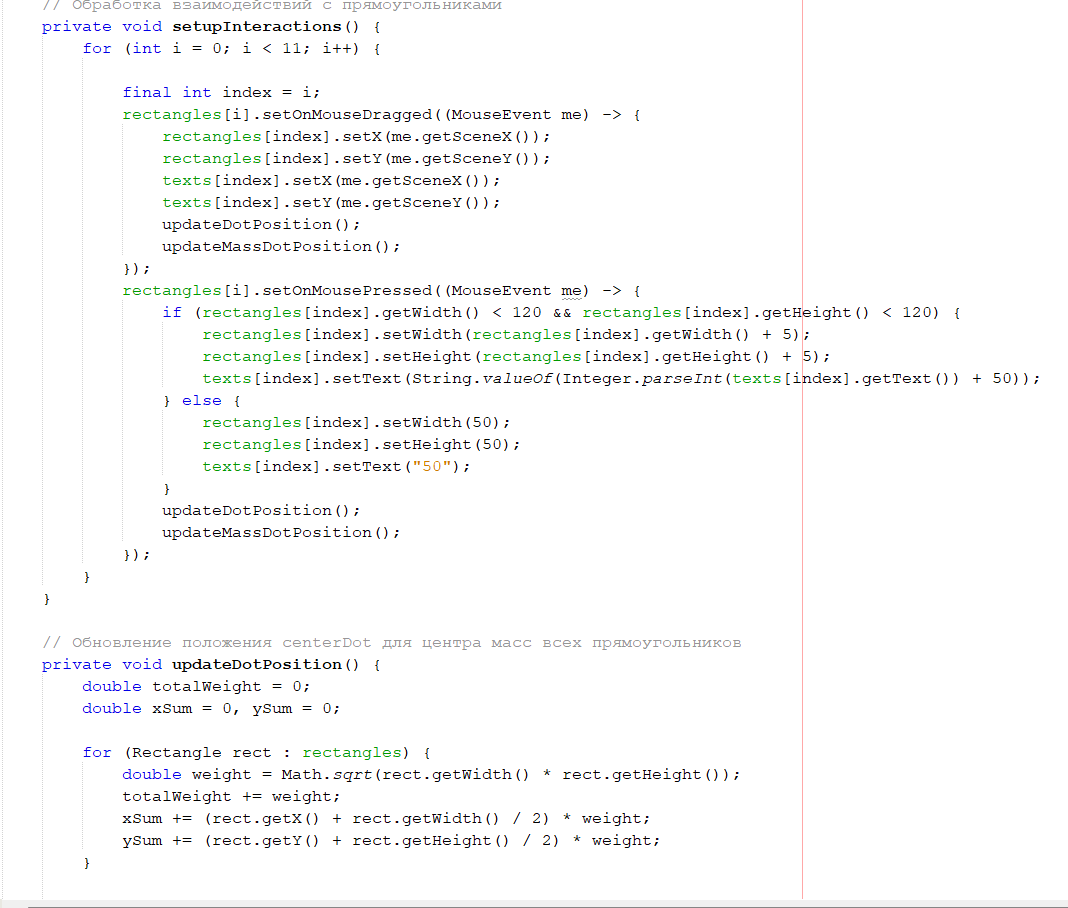 // Обработка взаимодействий с прямоугольниками
private void setupInteractions() {
for (int i = 0; i < 11; i++) {
final int index = i;
rectangles[i].setOnMouseDragged((MouseEvent me) -> {
rectangles[index].setX(me.getSceneX());
rectangles[index].setY(me.getSceneY());
texts[index].setX(me.getSceneX());
texts[index].setY(me.getSceneY());
updateDotPosition();
updateMassDotPosition();
});
rectangles[i].setOnMousePressed((MouseEvent me) -> {
if (rectangles[index].getWidth() < 120 && rectangles[index].getHeight() < 120) {
rectangles[index].setWidth(rectangles[index].getWidth() + 5);
rectangles[index].setHeight(rectangles[index].getHeight() + 5);
texts[index].setText(String.valueOf(Integer.parseInt(texts[index].getText()) + 50));
} else {
rectangles[index].setWidth(50);
rectangles[index].setHeight(50);
texts[index].setText("50");
}
updateDotPosition();
updateMassDotPosition();
});
}
}
// Обновление положения centerDot для центра масс всех прямоугольников
private void updateDotPosition() {
double totalWeight = 0;
double xSum = 0, ySum = 0;
for (Rectangle rect : rectangles) {
double weight = Math.sqrt(rect.getWidth() * rect.getHeight());
totalWeight += weight;
xSum += (rect.getX() + rect.getWidth() / 2) * weight;
ySum += (rect.getY() + rect.getHeight() / 2) * weight;
}